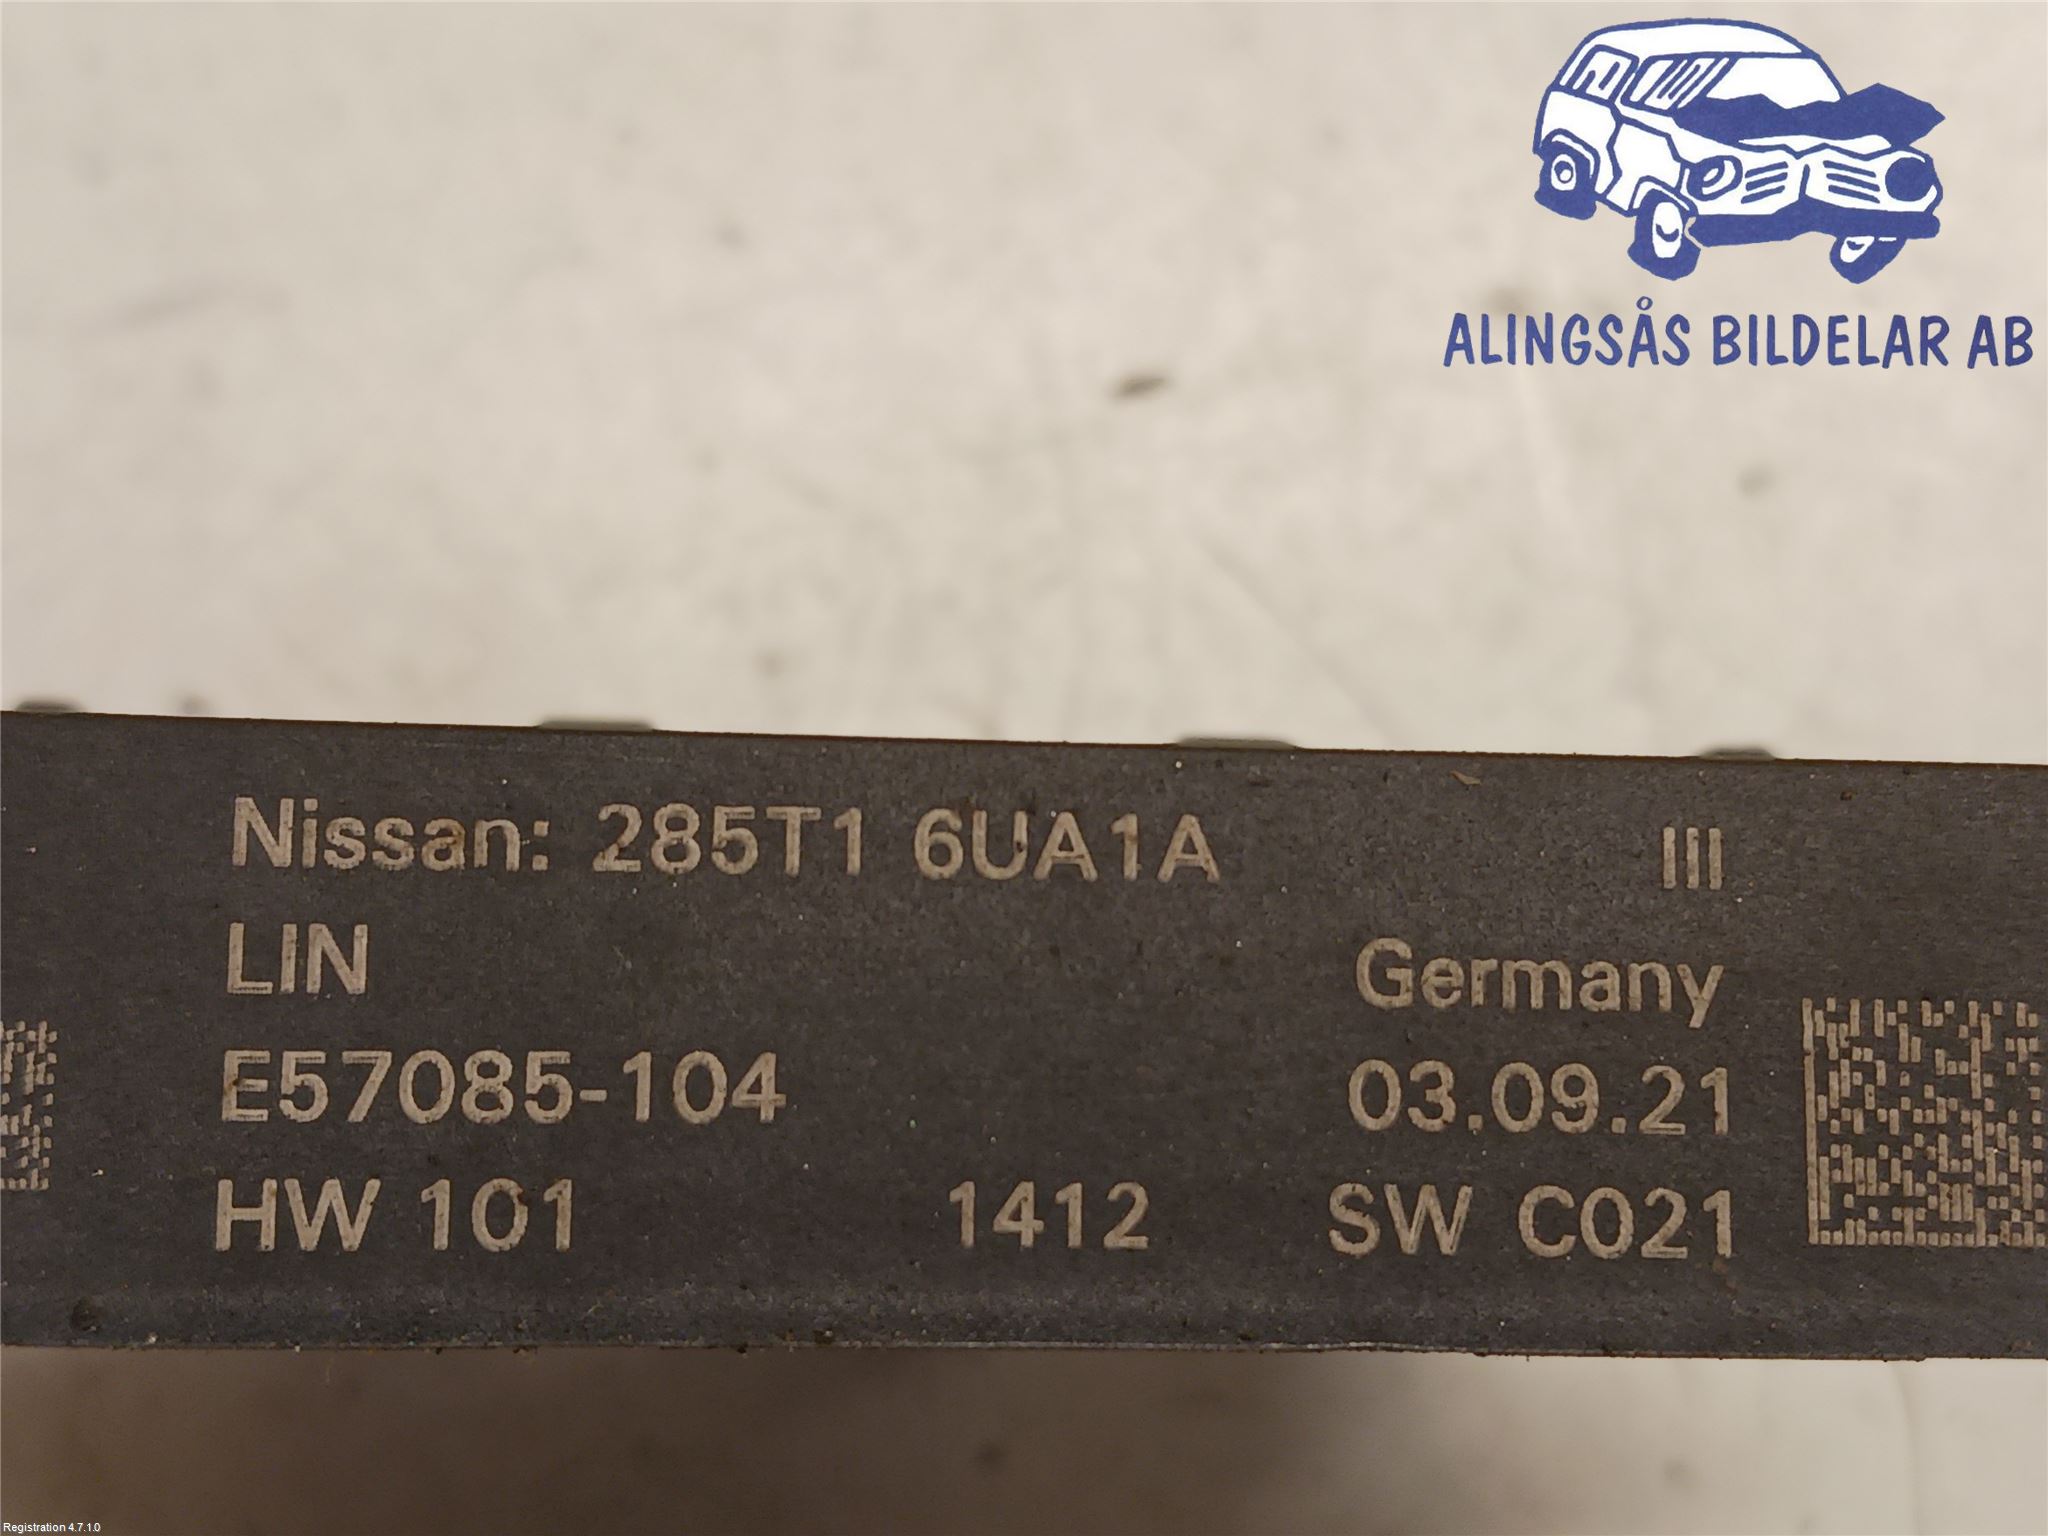 ALINGSÅS BILDELAR AB
Nissan: 285T1 6UA1A III
LIN Germany
E57085-104 03.09.21
HW 101 1412 SW C021
Registration 4.7.1.0